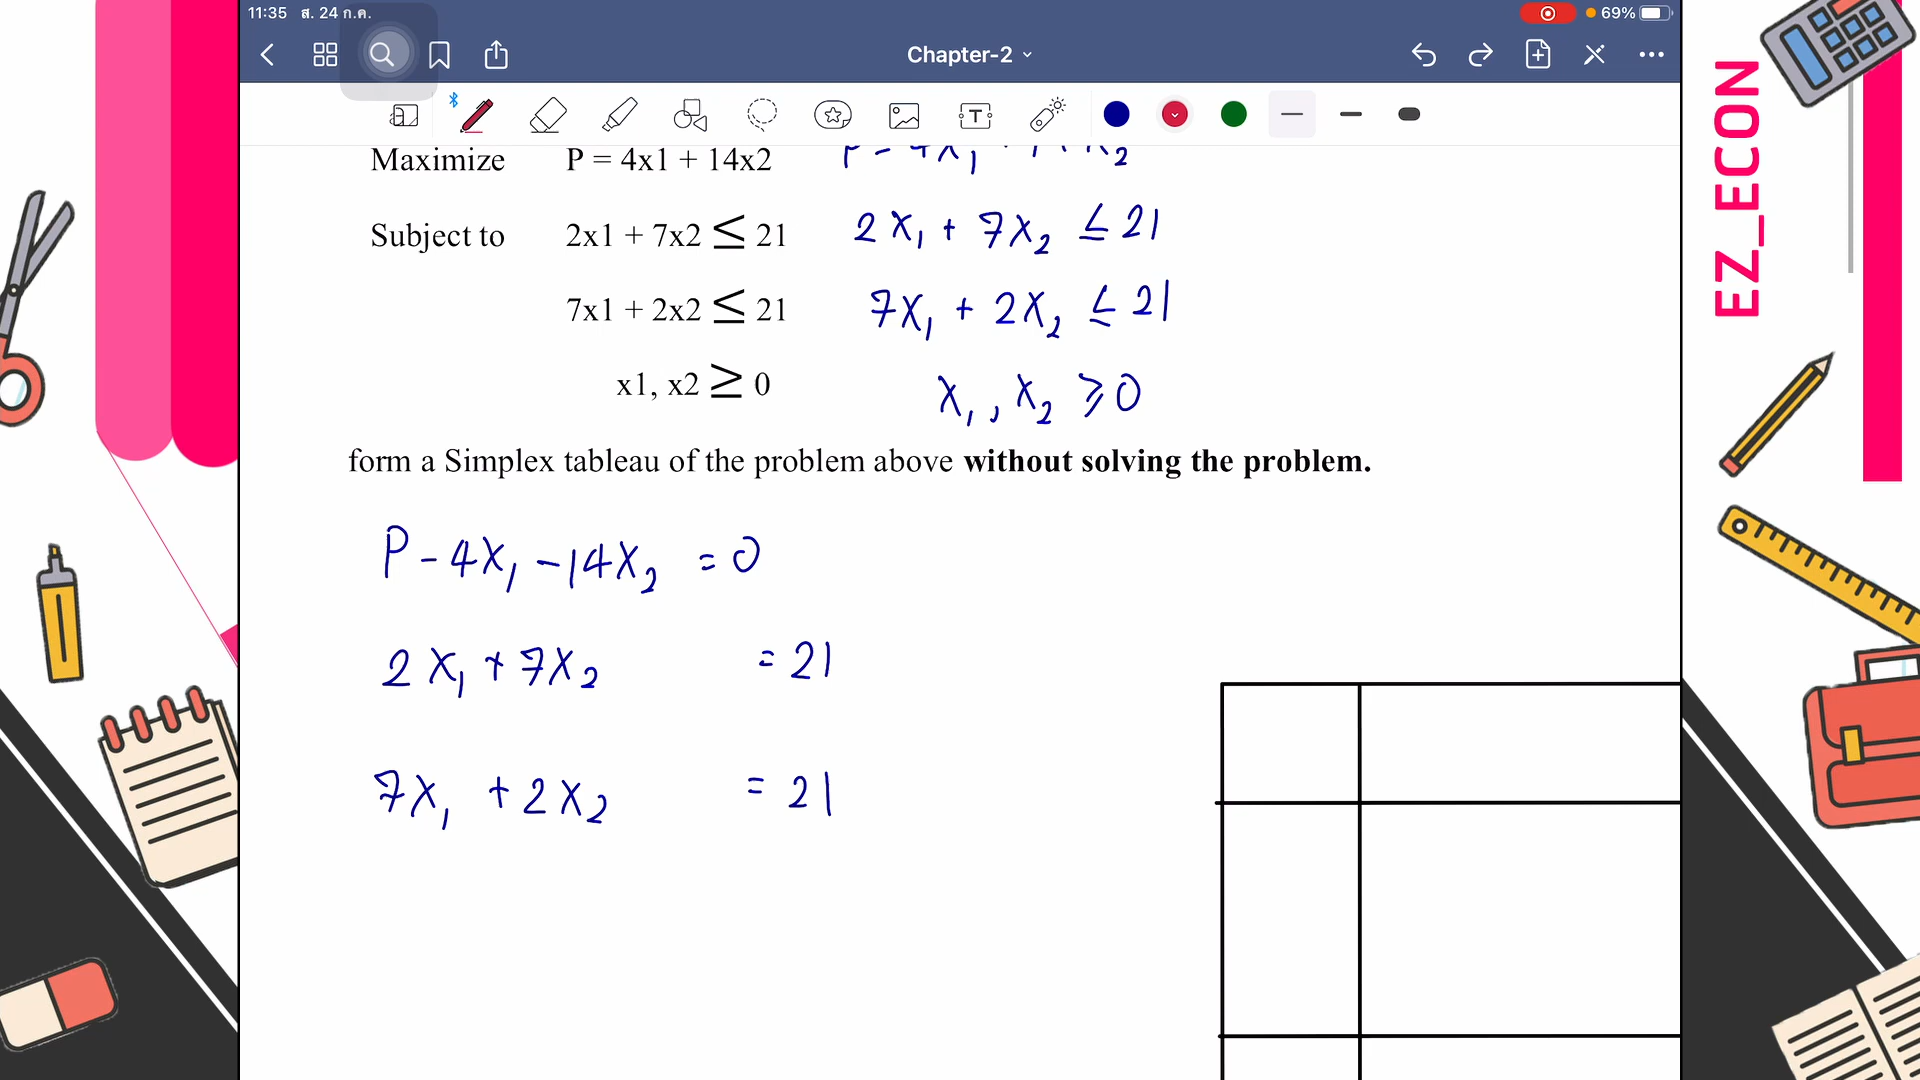 11:35 ส. 24 ก.ค.
69%
Chapter-2
Maximize P = 4x1 + 14x2 P = 4x₁ + 14x₂
Subject to 2x1 + 7x2 ≤ 21 2x₁ + 7x₂ ≤ 21
7x1 + 2x2 ≤ 21 7x₁ + 2x₂ ≤ 21
x1, x2 ≥ 0 x₁, x₂ ≥ 0
form a Simplex tableau of the problem above without solving the problem.
P - 4x₁ - 14x₂ = 0
2x₁ + 7x₂ = 21
7x₁ + 2x₂ = 21
EZ_ECON